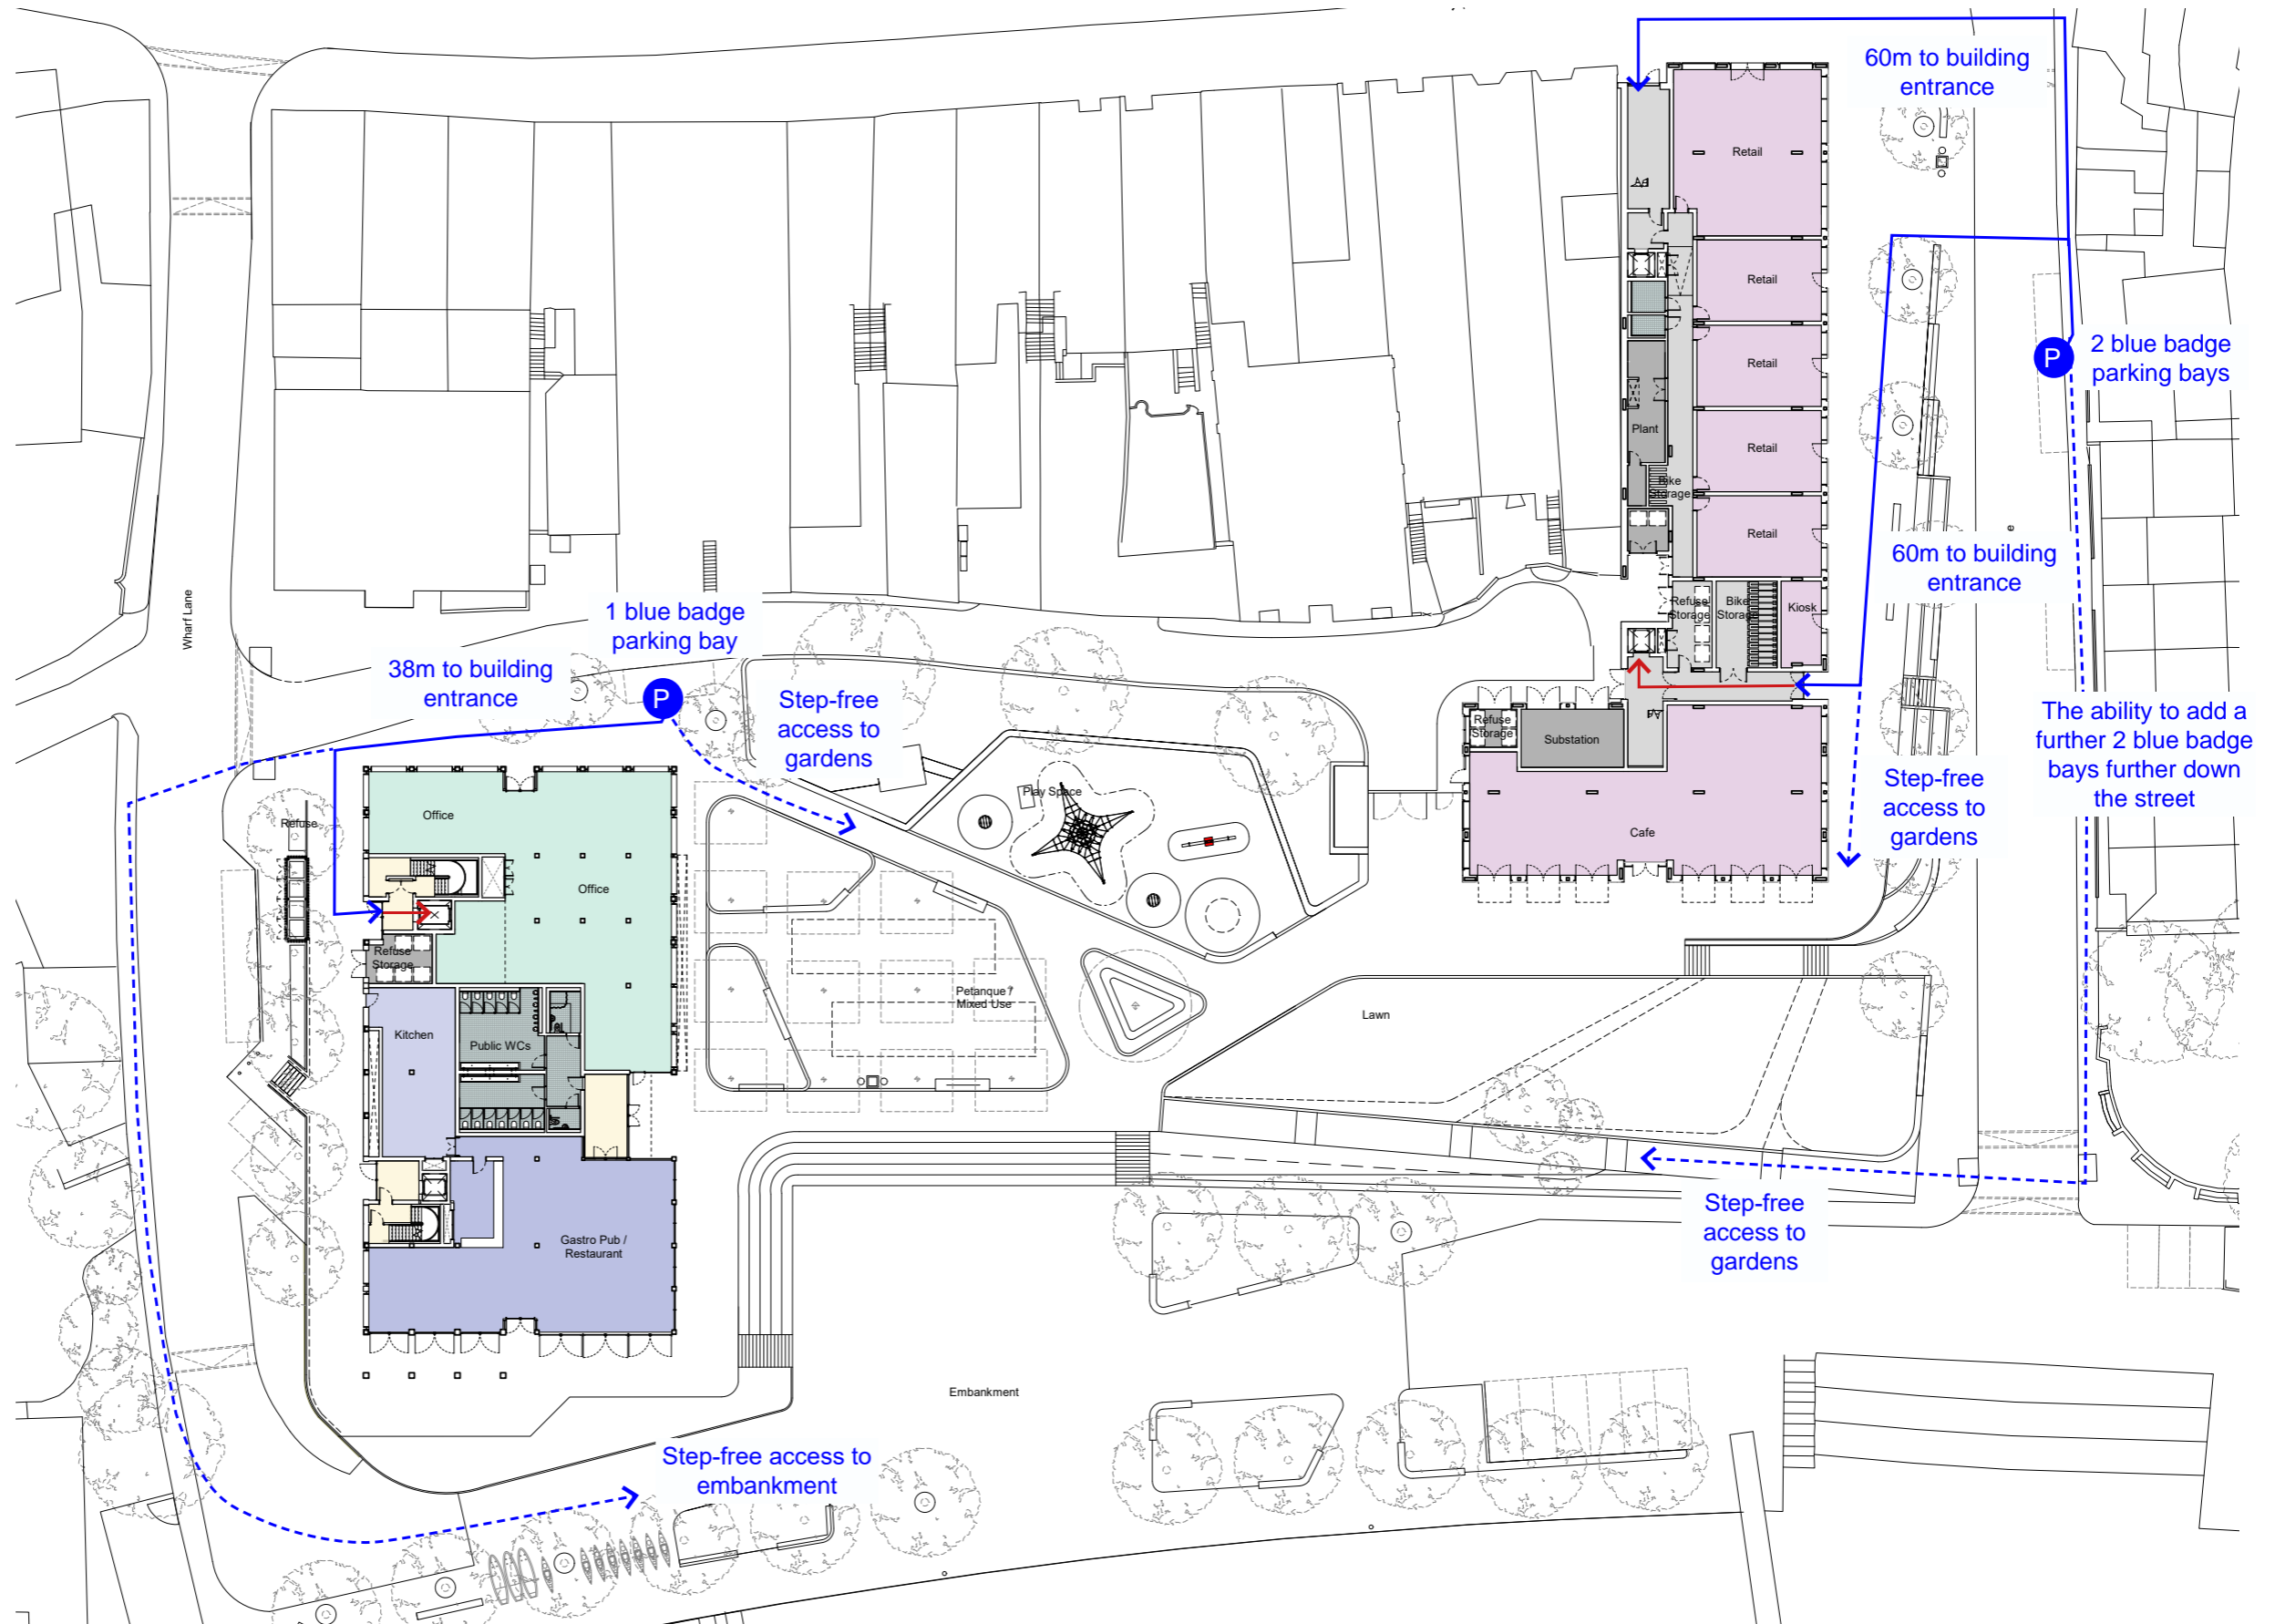 60m to building
entrance
Retail
Retail
Retail
Retail
Retail
Plant
Bike
Storage
P
2 blue badge
parking bays
60m to building
entrance
Refuse
Storage
Bike
Storage
Kiosk
Wharf Lane
1 blue badge
parking bay
38m to building
entrance
P
Step-free
access to
gardens
Refuse
Storage
Substation
The ability to add a
further 2 blue badge
bays further down
the street
Step-free
access to
gardens
Play Space
Cafe
Refuse
Office
Office
Refuse
Storage
Kitchen
Public WCs
Petanque /
Mixed Use
Lawn
Step-free
access to
gardens
Gastro Pub /
Restaurant
Embankment
Step-free access to
embankment